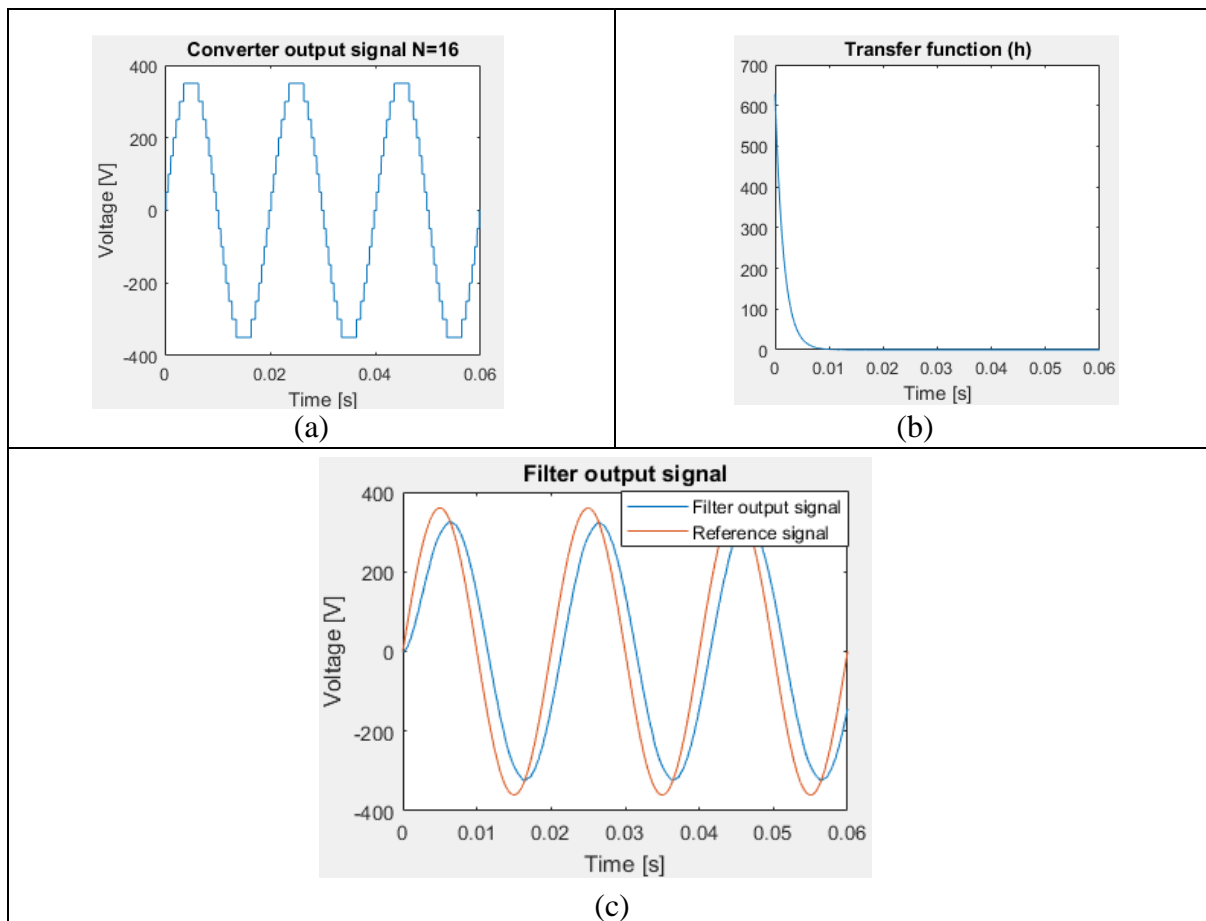 Converter output signal N=16
400
200
0
-200
-400
Voltage [V]
0
0.02
0.04
0.06
Time [s]
(a)
Transfer function (h)
700
600
500
400
300
200
100
0
0
0.01
0.02
0.03
0.04
0.05
0.06
Time [s]
(b)
Filter output signal
400
200
0
-200
-400
Voltage [V]
Filter output signal
Reference signal
0
0.01
0.02
0.03
0.04
0.05
0.06
Time [s]
(c)